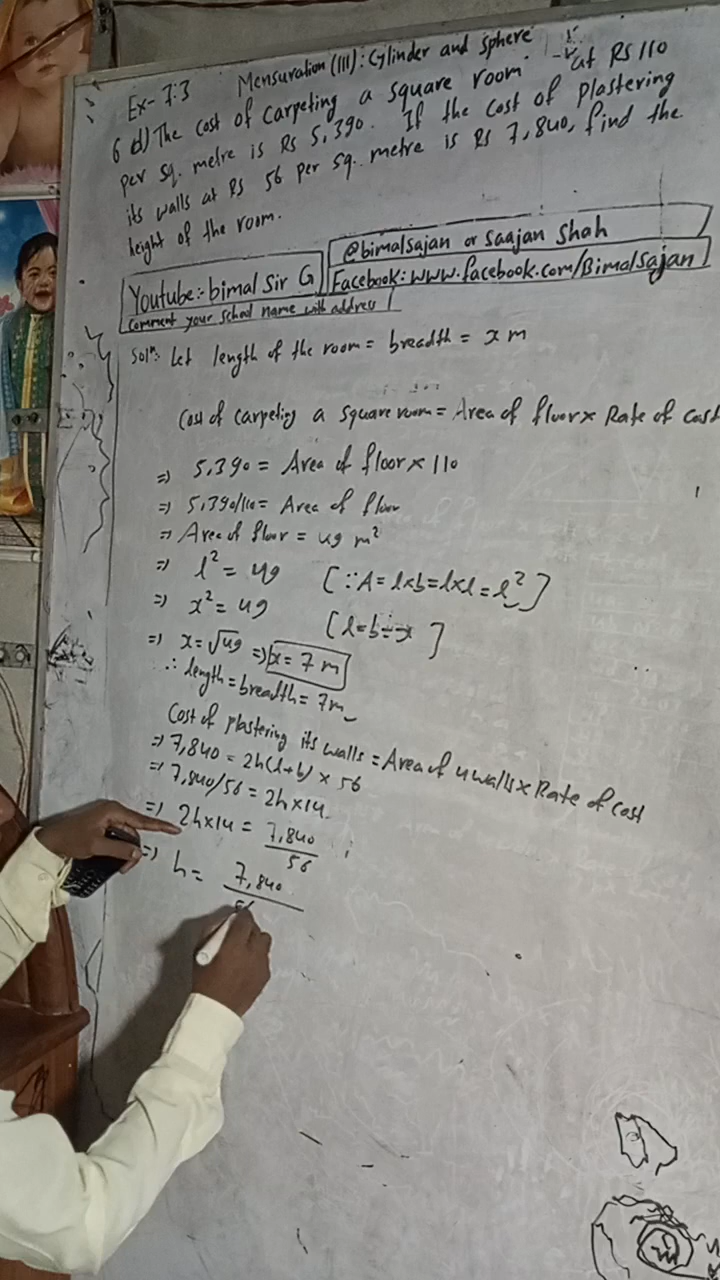 Ex- 7.3 Mensuration (III): Cylinder and sphere
6 d) The cost of carpeting a square room at RS 110
per sq. metre is Rs 5,390. If the cost of plastering
its walls at Rs 56 per sq. metre is Rs 7,840, find the
height of the room.
Youtube:- bimal Sir G
@bimalsajan or Saajan Shah
Facebook: www.facebook.com/BimalSajan
Comment your school name with address
Solⁿ: Let length of the room = breadth = x m
Cost of carpeting a square room = Area of floor x Rate of cost
=> 5,390 = Area of floor x 110
=> 5,390/110 = Area of floor
=> Area of floor = 49 m²
=> l² = 49 [∵A = l×b = l×l = l²]
=> x² = 49 [l=b=x]
=> x = √49 => x = 7 m
∴ length = breadth = 7m
Cost of plastering its walls = Area of 4 walls x Rate of cost
=> 7,840 = 2h(l+b) × 56
=> 7,840/56 = 2h×14
=> 2h×14 = 7,840/56
=> h = 7,840